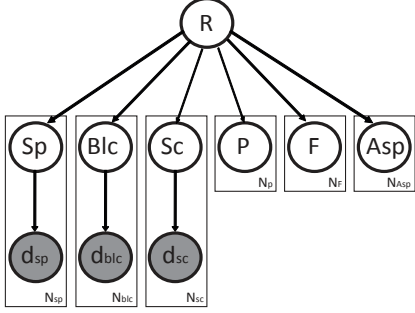 R
Sp Blc Sc P F Asp
Np NF NAsp
dsp dblc dsc
Nsp Nblc Nsc